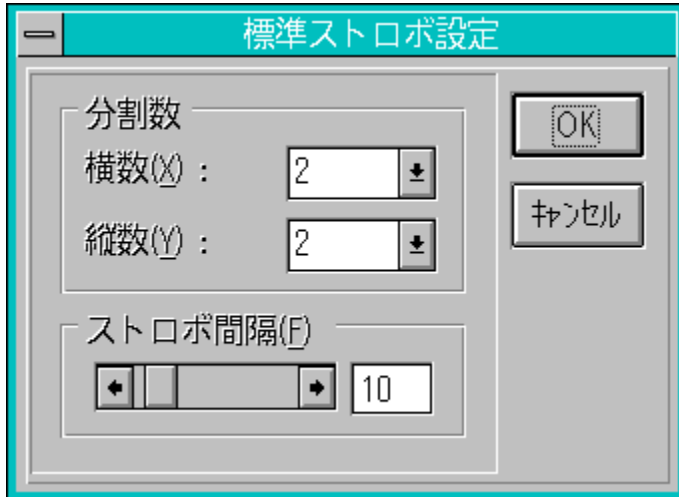 標準ストロボ設定
分割数
横数(X) : 2
縦数(Y) : 2
ストロボ間隔(F)
10
OK
キャンセル